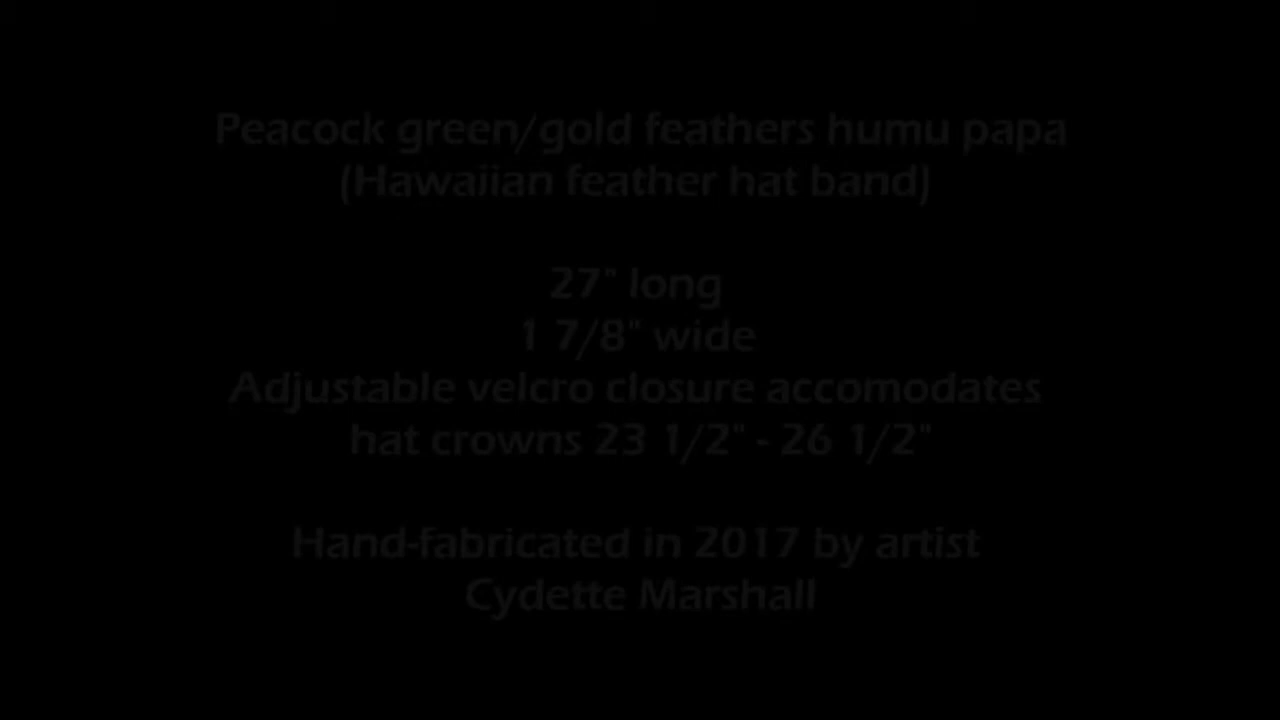 Peacock green/gold feathers humu papa
(Hawaiian feather hat band)
27" long
1 7/8" wide
Adjustable velcro closure accomodates
hat crowns 23 1/2" - 26 1/2"
Hand-fabricated in 2017 by artist
Cydette Marshall